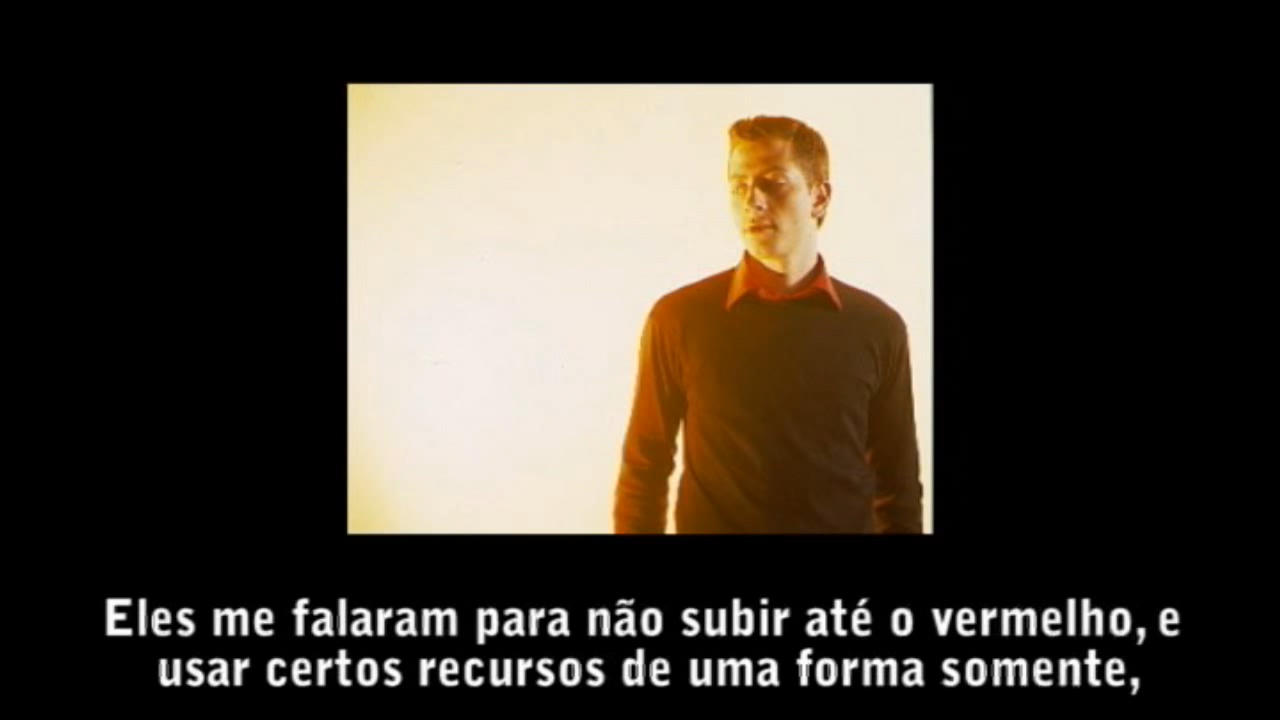 Eles me falaram para não subir até o vermelho, e
usar certos recursos de uma forma somente,